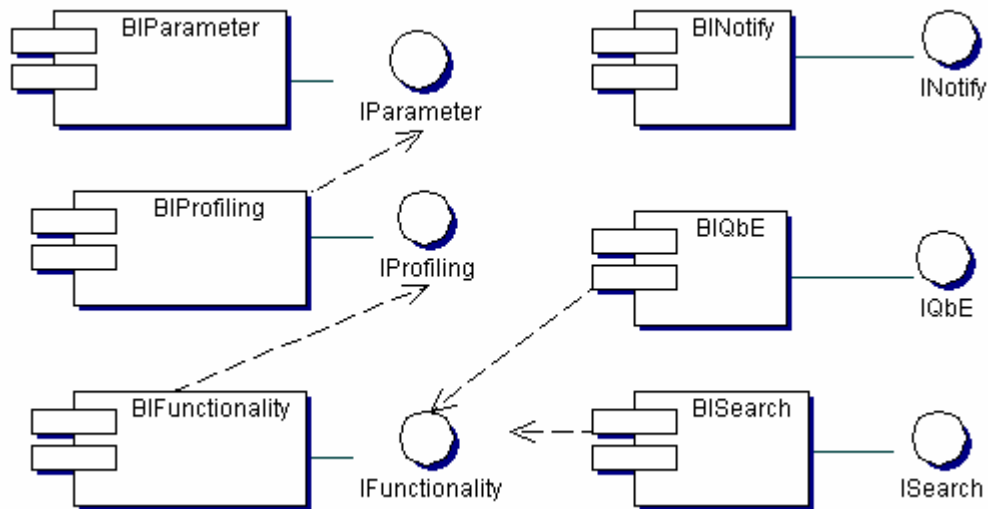 BIParameter
IParameter
BINotify
INotify
BIProfiling
IProfiling
BIQbE
IQbE
BIFunctionality
IFunctionality
BISearch
ISearch